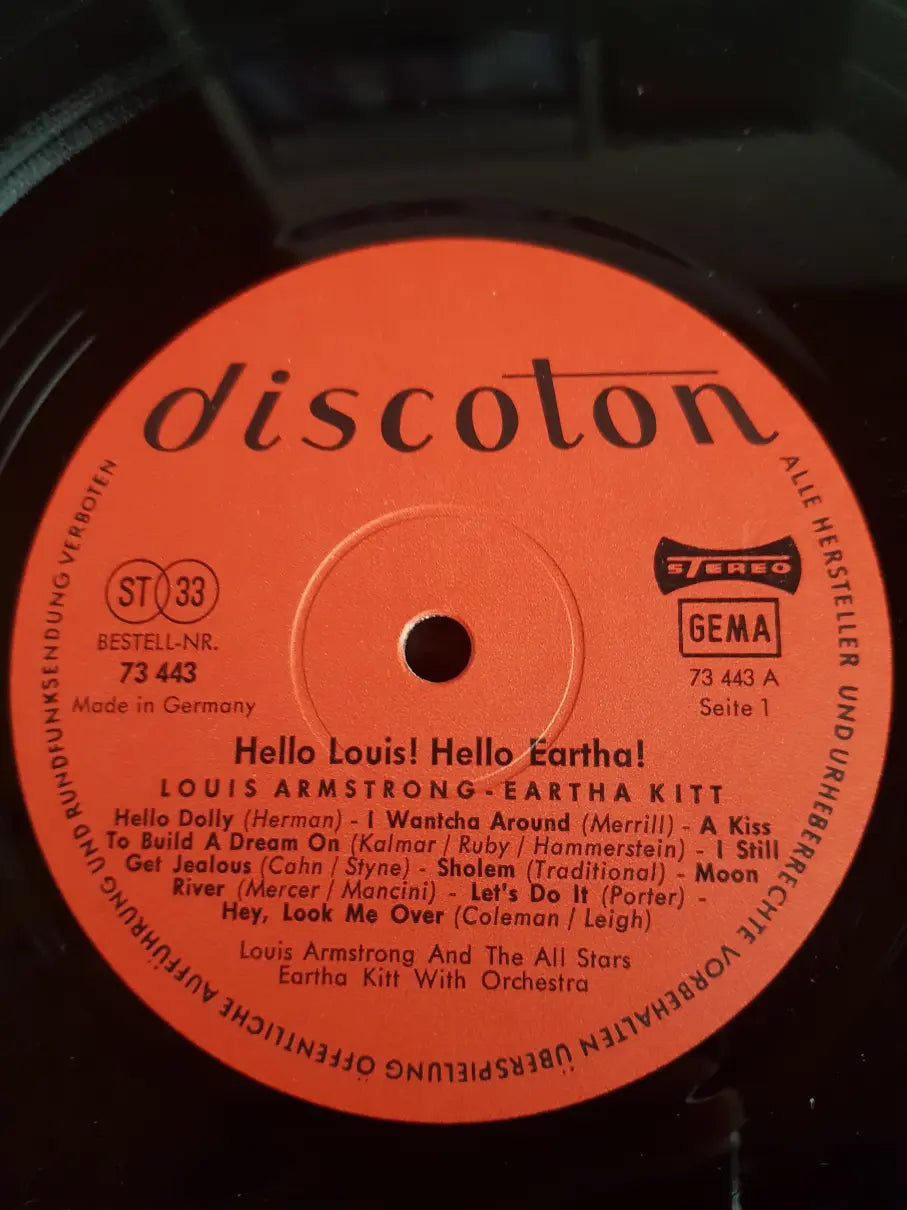 discoton
ST 33
BESTELL-NR.
73 443
Made in Germany
STEREO
GEMA
73 443 A
Seite 1
Hello Louis! Hello Eartha!
LOUIS ARMSTRONG - EARTHA KITT
Hello Dolly (Herman) - I Wantcha Around (Merrill) - A Kiss
To Build A Dream On (Kalmar / Ruby / Hammerstein) - I Still
Get Jealous (Cahn / Styne) - Sholem (Traditional) - Moon
River (Mercer / Mancini) - Let's Do It (Porter) -
Hey, Look Me Over (Coleman / Leigh)
Louis Armstrong And The All Stars
Eartha Kitt With Orchestra
ALLE HERSTELLER UND URHEBERRECHTE VORBEHALTEN ÜBERSPIELUNG ÖFFENTLICHE AUFFÜHRUNG UND RUNDFUNKSENDUNG VERBOTEN